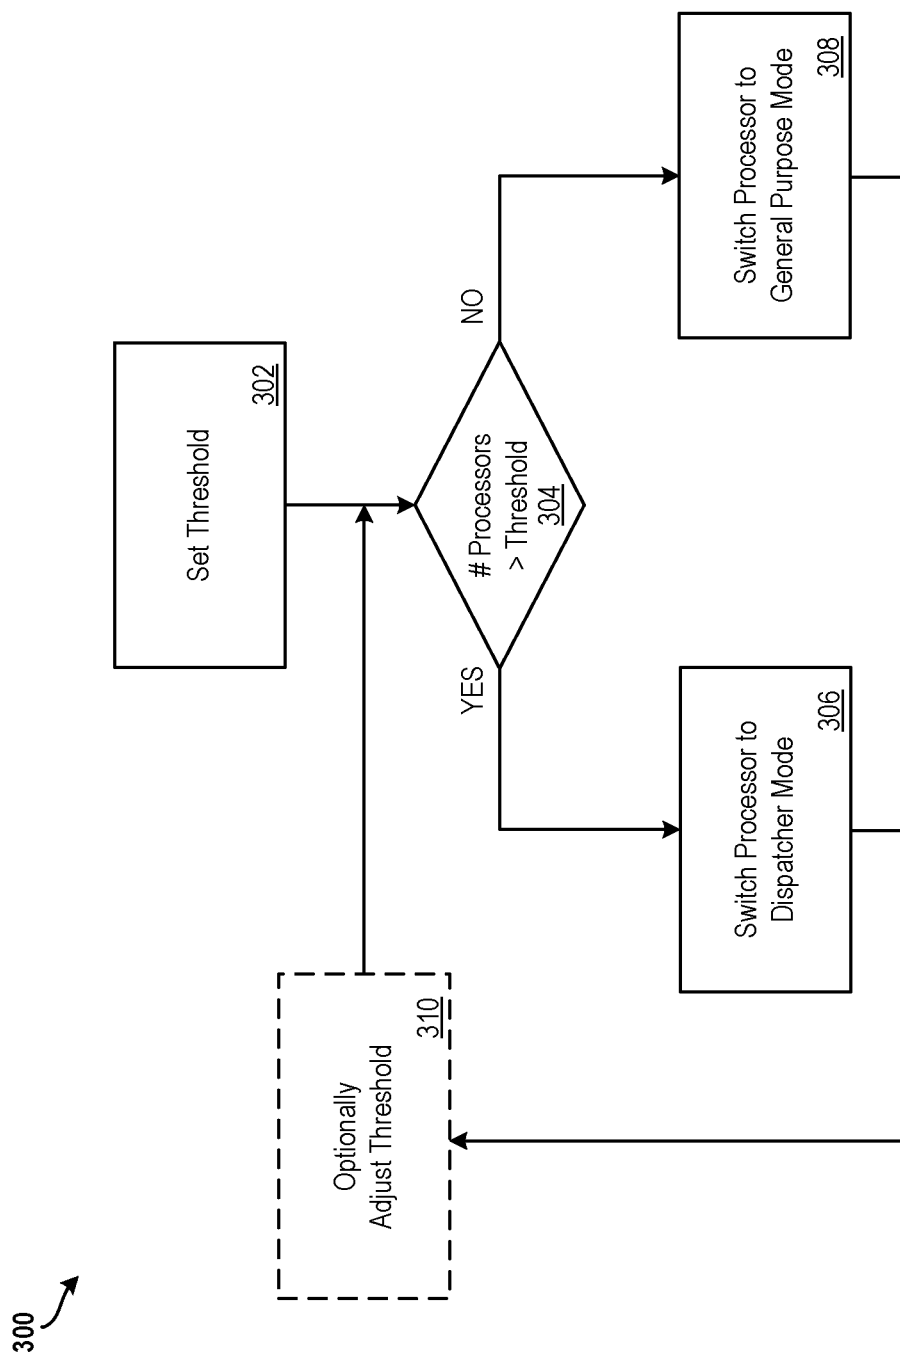 300
Set Threshold
302
# Processors
> Threshold
304
YES
NO
Switch Processor to
Dispatcher Mode
306
Switch Processor to
General Purpose Mode
308
Optionally
Adjust Threshold
310